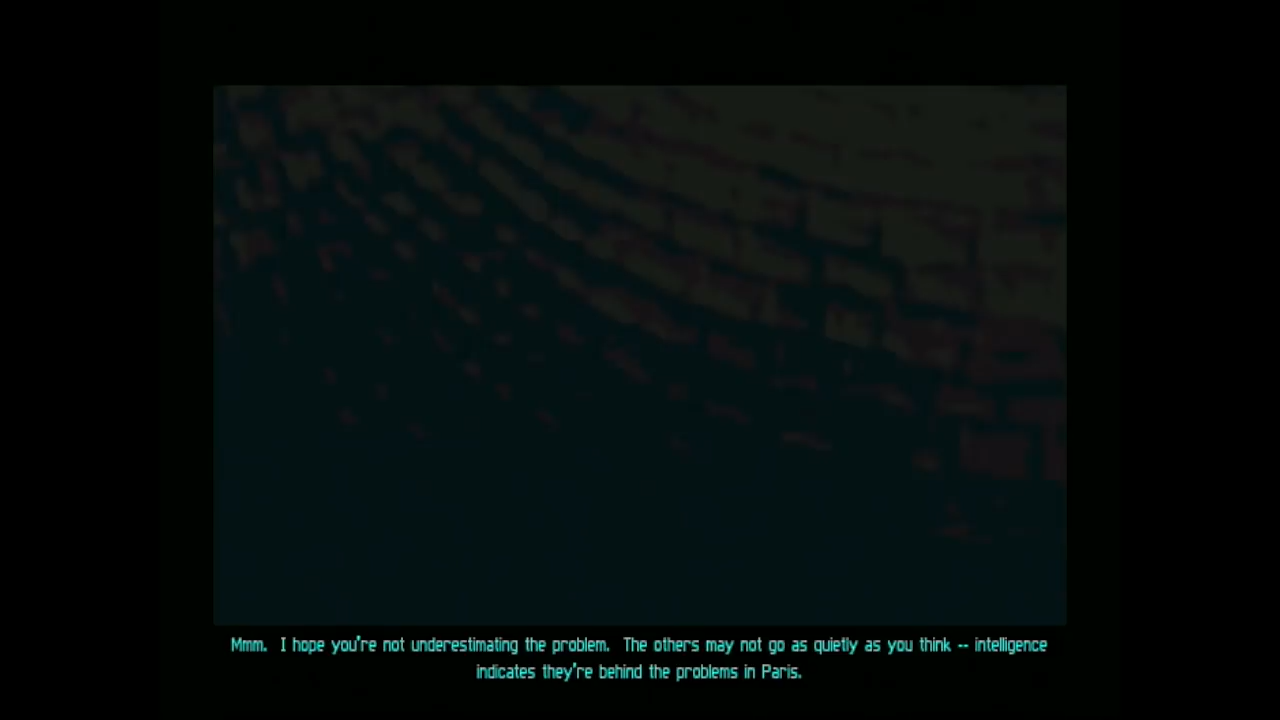 Mmm.  I hope you're not underestimating the problem.  The others may not go as quietly as you think -- intelligence
indicates they're behind the problems in Paris.